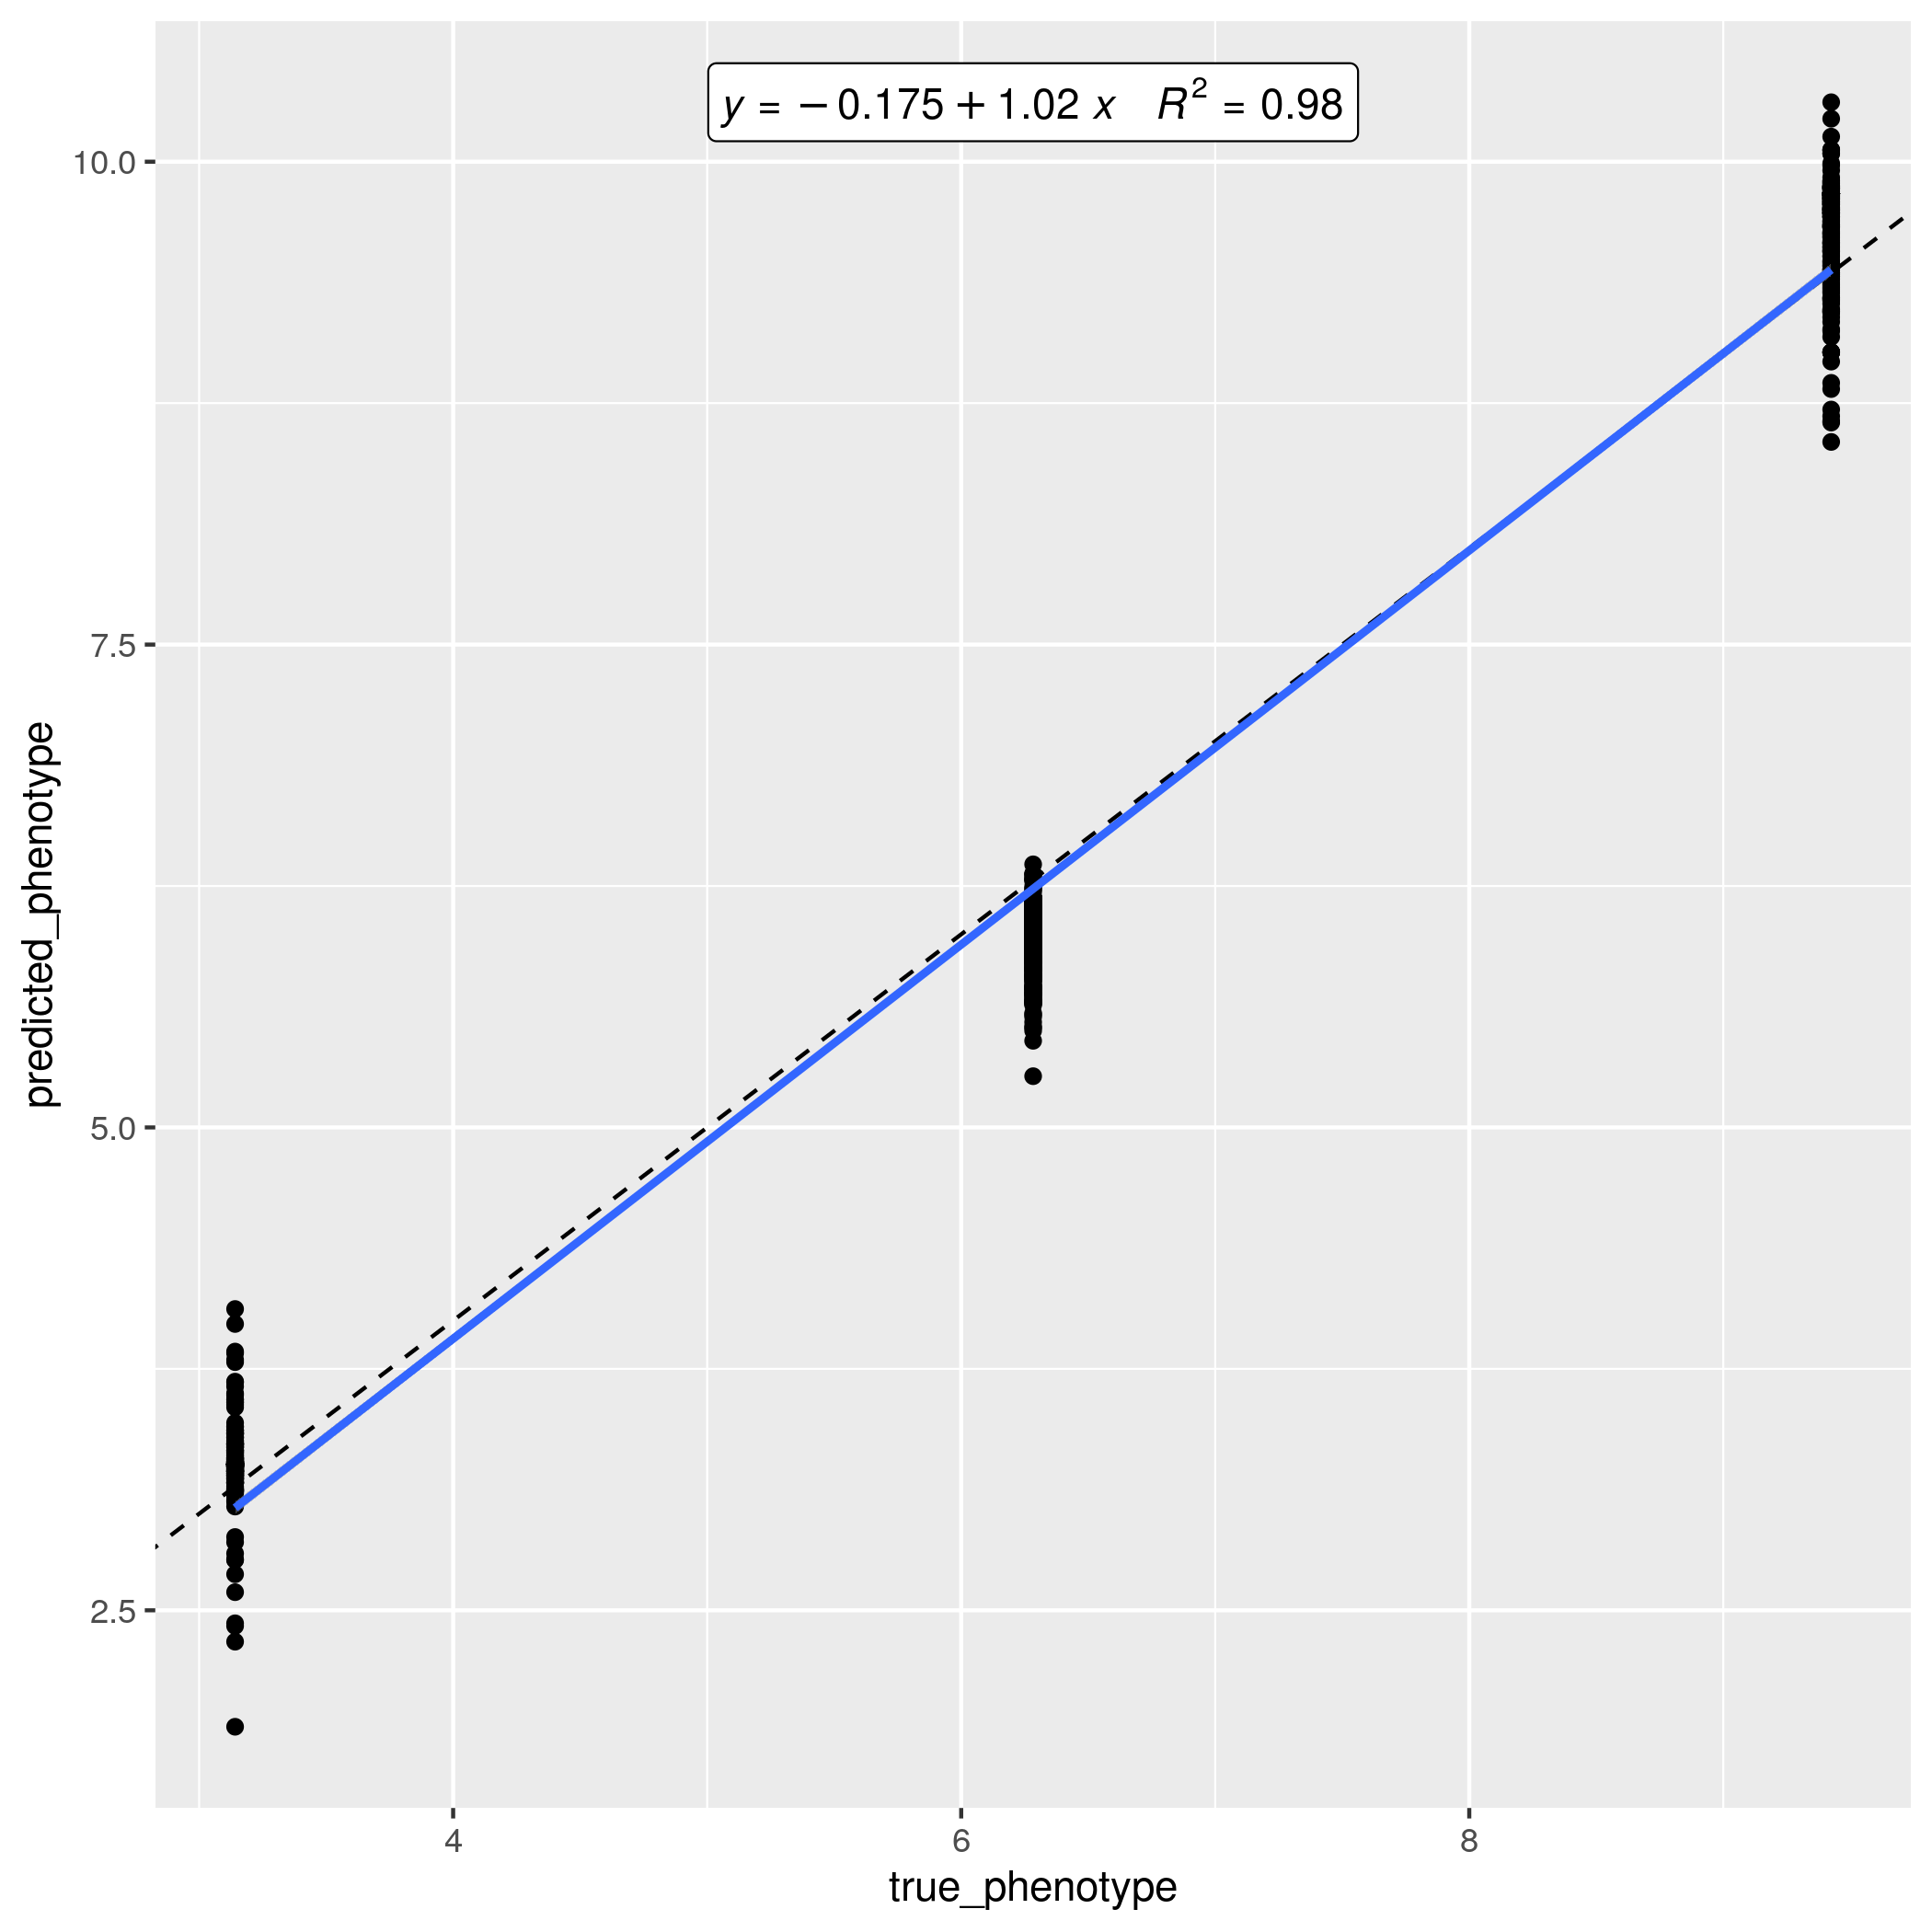 y = −0.175 + 1.02 x R² = 0.98
10.0
7.5
5.0
2.5
predicted_phenotype
4 6 8
true_phenotype